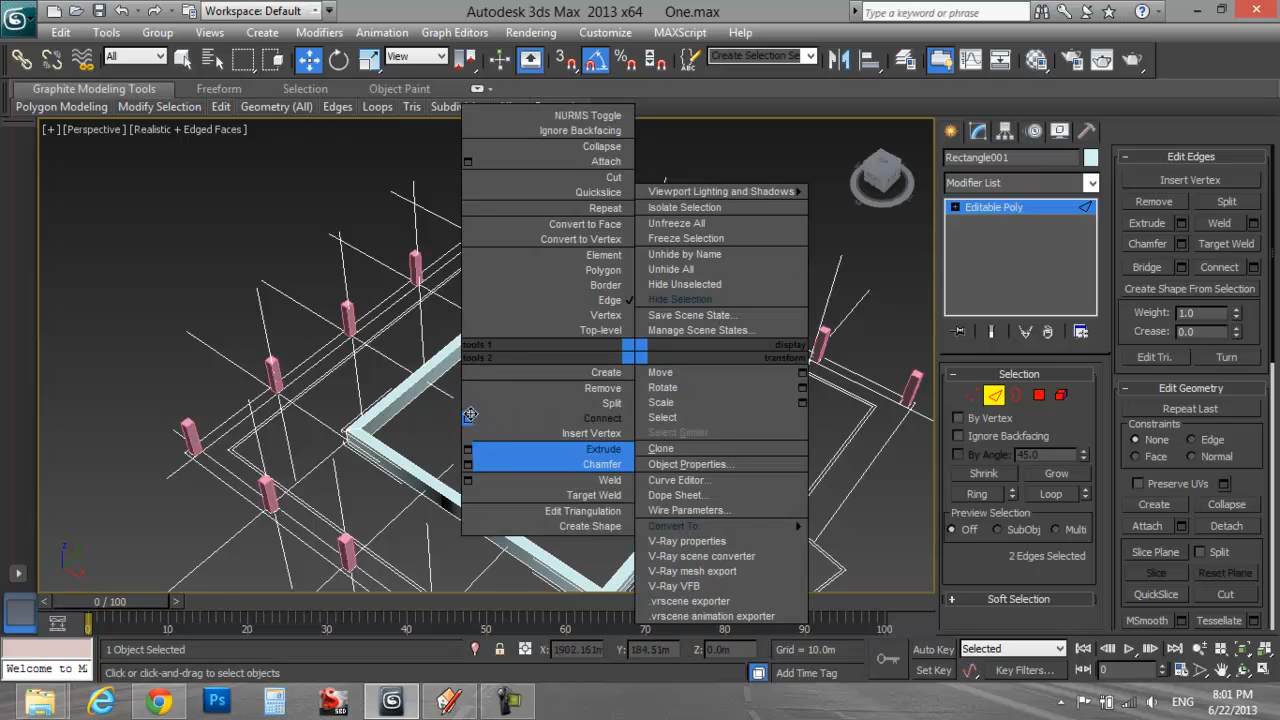 Workspace: Default
Autodesk 3ds Max 2013 x64 One.max
Type a keyword or phrase
Edit Tools Group Views Create Modifiers Animation Graph Editors Rendering Customize MAXScript Help
All
View
Create Selection Se
Graphite Modeling Tools Freeform Selection Object Paint
Polygon Modeling Modify Selection Edit Geometry (All) Edges Loops Tris
[+] [Perspective] [Realistic + Edged Faces]
NURMS Toggle
Ignore Backfacing
Collapse
Attach
Cut
Quickslice
Repeat
Convert to Face
Convert to Vertex
Element
Polygon
Border
Edge
Vertex
Top-level
tools 1
tools 2
Create
Remove
Split
Connect
Insert Vertex
Extrude
Chamfer
Weld
Target Weld
Edit Triangulation
Create Shape
Viewport Lighting and Shadows
Isolate Selection
Unfreeze All
Freeze Selection
Unhide by Name
Unhide All
Hide Unselected
Hide Selection
Save Scene State...
Manage Scene States...
display
transform
Move
Rotate
Scale
Select
Select Similar
Clone
Object Properties...
Curve Editor...
Dope Sheet...
Wire Parameters...
Convert To:
V-Ray properties
V-Ray scene converter
V-Ray mesh export
V-Ray VFB
.vrscene exporter
.vrscene animation exporter
Rectangle001
Modifier List
Editable Poly
Selection
By Vertex
Ignore Backfacing
By Angle: 45.0
Shrink Grow
Ring Loop
Preview Selection
Off SubObj Multi
2 Edges Selected
Soft Selection
Edit Edges
Insert Vertex
Remove Split
Extrude Weld
Chamfer Target Weld
Bridge Connect
Create Shape From Selection
Weight: 1.0
Crease: 0.0
Edit Tri. Turn
Edit Geometry
Repeat Last
Constraints
None Edge
Face Normal
Preserve UVs
Create Collapse
Attach Detach
Slice Plane Split
Slice Reset Plane
QuickSlice Cut
MSmooth Tessellate
0 / 100
0 10 20 30 40 50 60 70 80 90 100
1 Object Selected X: 1902.161m Y: 184.51m Z: 0.0m Grid = 10.0m Auto Key Selected
Welcome to M Click or click-and-drag to select objects Add Time Tag Set Key Key Filters... 0
Ps
ENG
8:01 PM
6/22/2013